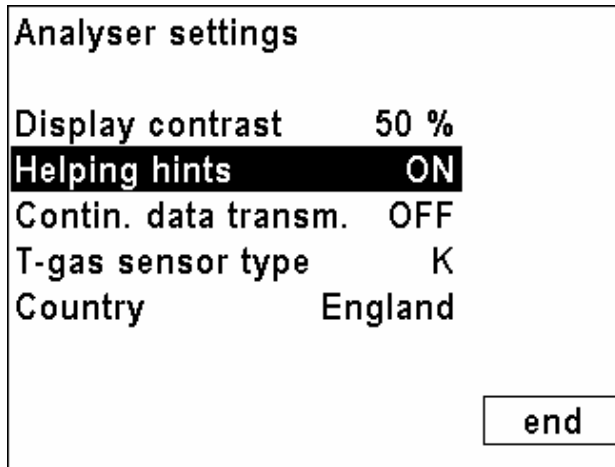 Analyser settings
Display contrast 50 %
Helping hints ON
Contin. data transm. OFF
T-gas sensor type K
Country England
end